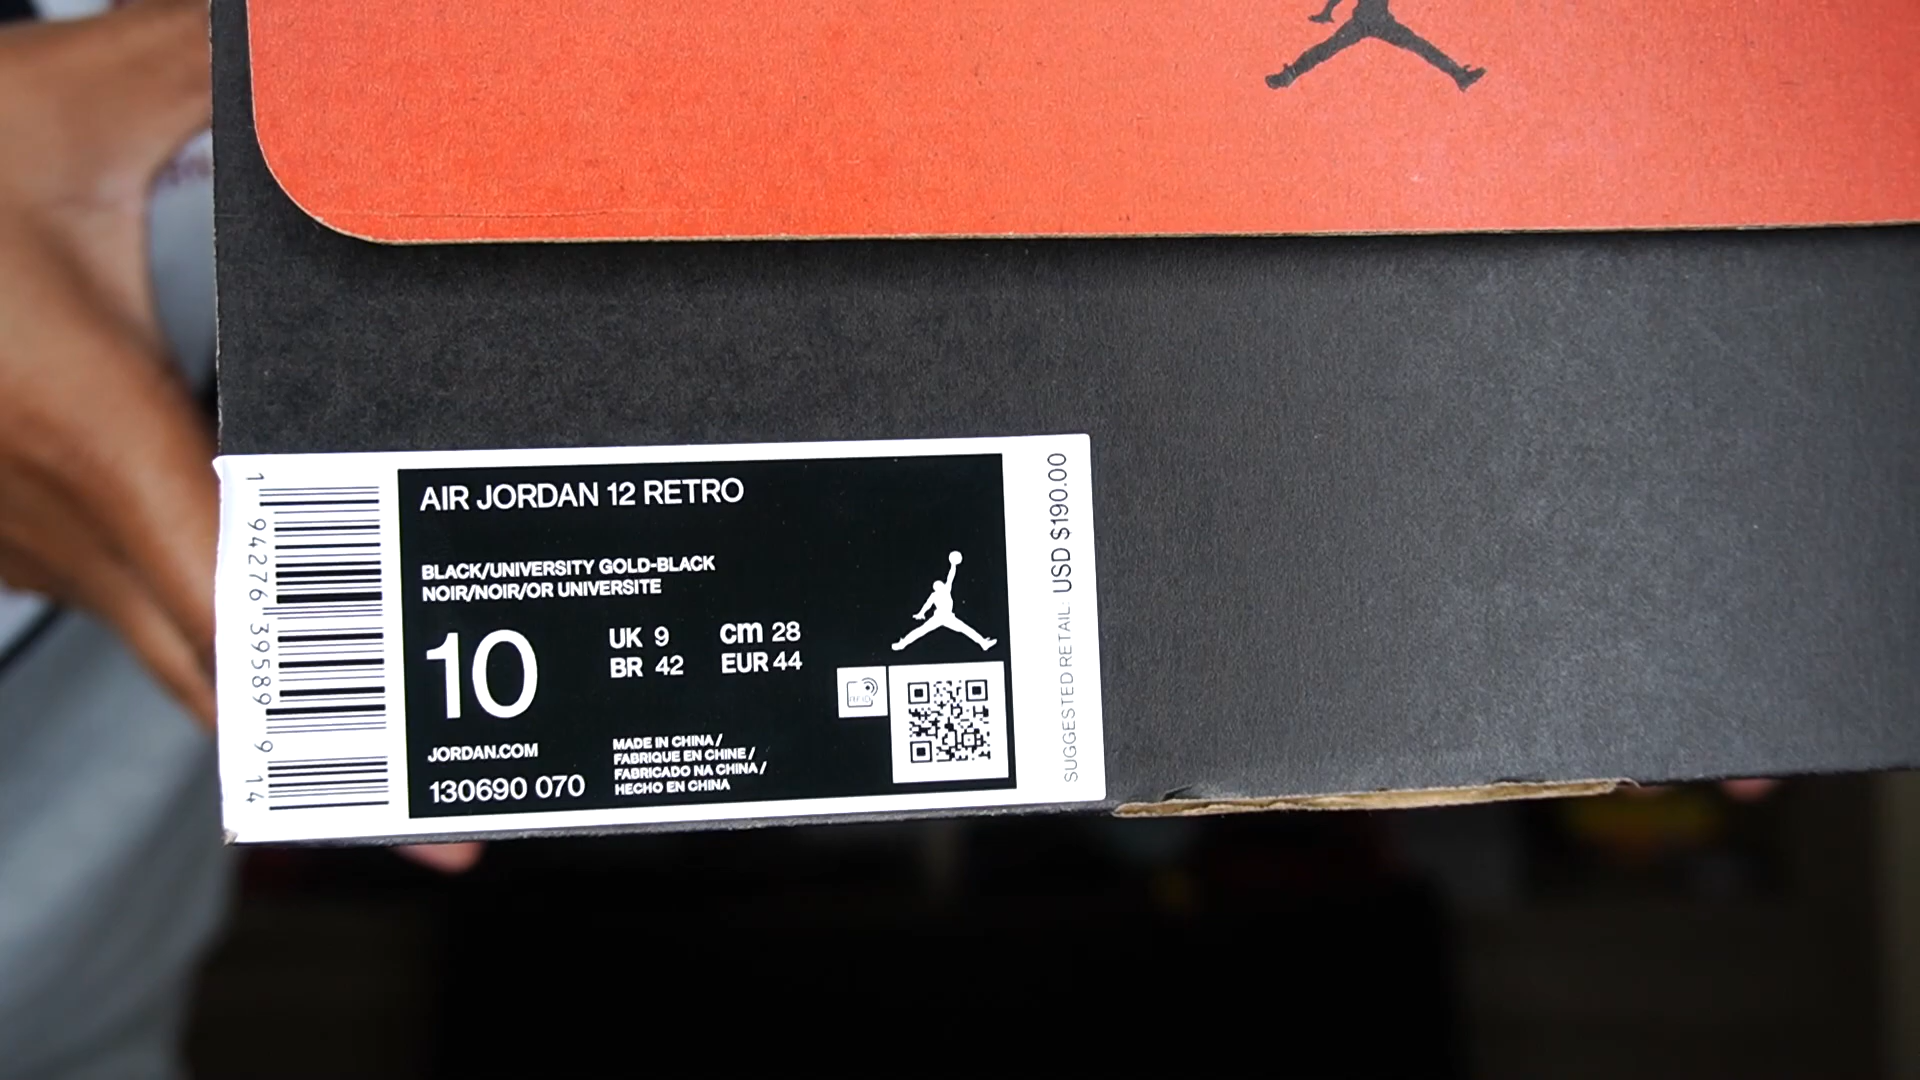 AIR JORDAN 12 RETRO
BLACK/UNIVERSITY GOLD-BLACK
NOIR/NOIR/OR UNIVERSITE
10
UK 9
BR 42
cm 28
EUR 44
JORDAN.COM
130690 070
MADE IN CHINA /
FABRIQUE EN CHINE /
FABRICADO NA CHINA /
HECHO EN CHINA
SUGGESTED RETAIL: USD $190.00
1 94276 39589 9 14